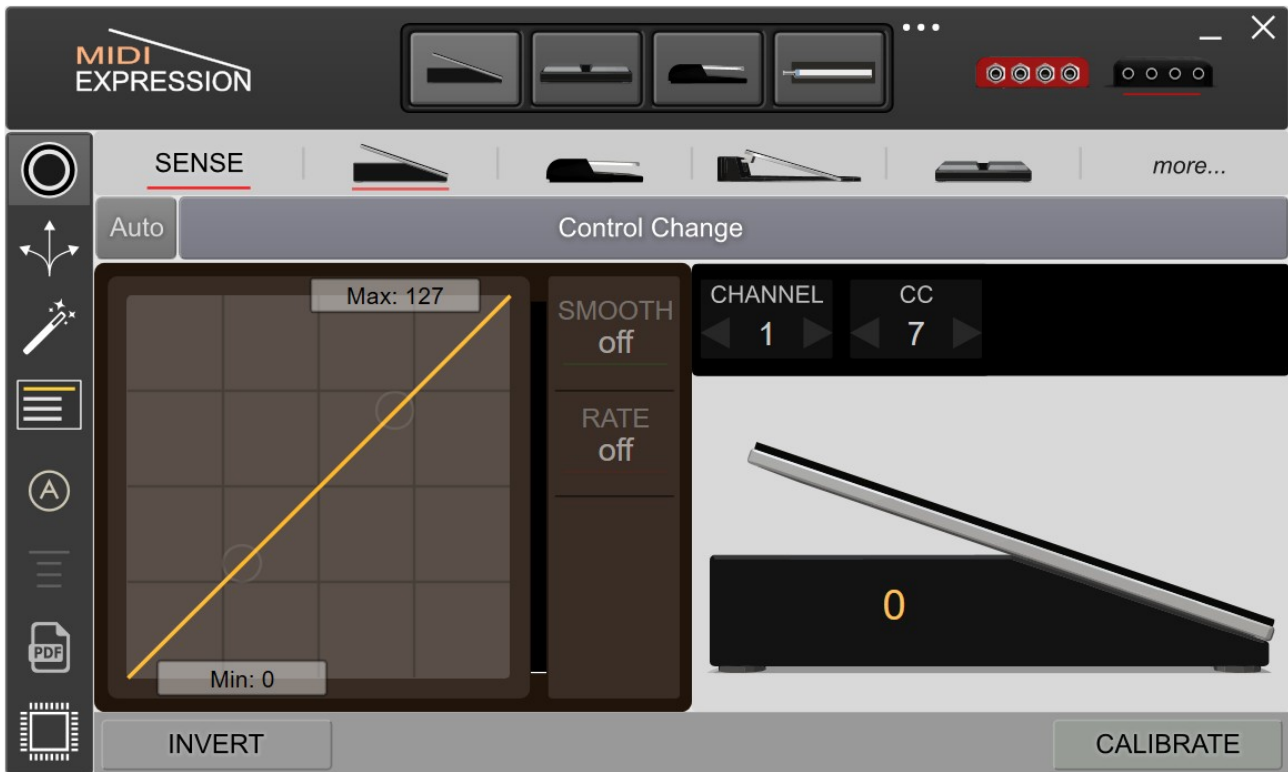 MIDI
EXPRESSION
SENSE
more...
Auto
Control Change
Max: 127
Min: 0
SMOOTH
off
RATE
off
CHANNEL
1
CC
7
0
A
PDF
INVERT
CALIBRATE